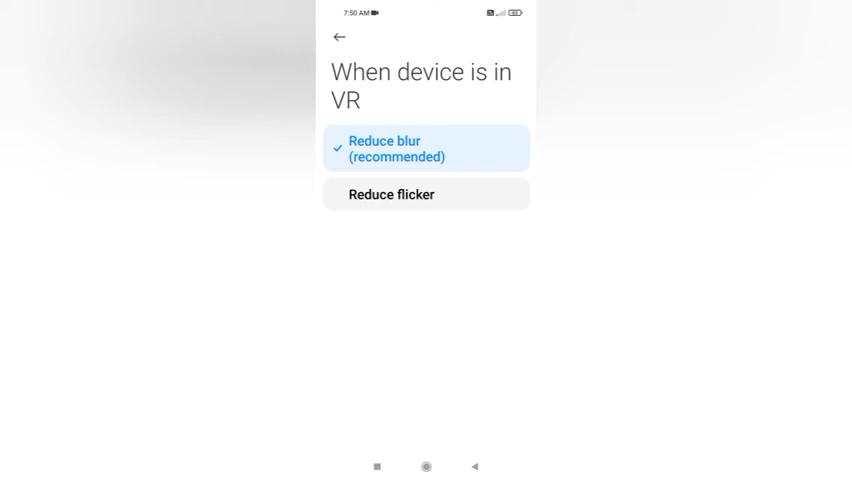 7:50 AM
When device is in
VR
Reduce blur
(recommended)
Reduce flicker